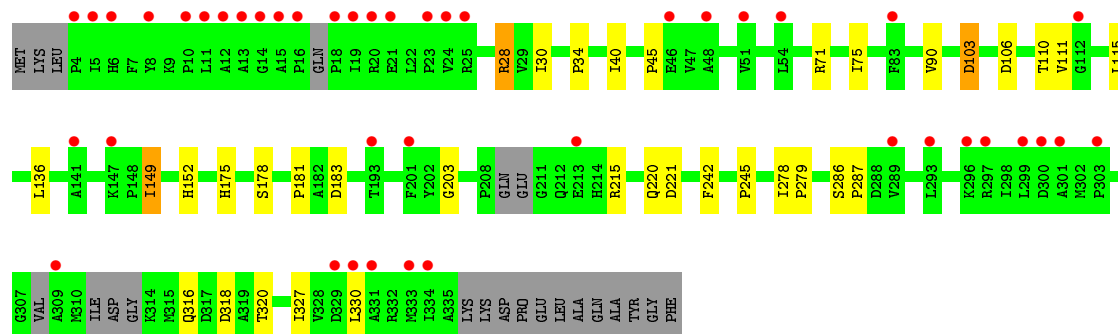 MET LYS LEU P4 I5 H6 F7 Y8 K9 P10 L11 A12 A13 G14 A15 P16 GLN P18 I19 R20 E21 L22 P23 V24 R25 R28 V29 I30 P34 I40 P45 E46 V47 A48 V51 L54 R71 I75 F83 V90 D103 D106 T110 V111 G112 L115
L136 A141 K147 P148 I149 H152 H175 S178 P181 A182 D183 T193 F201 Y202 G203 P208 GLN GLU G211 Q212 E213 H214 R215 Q220 D221 F242 P245 I278 P279 S286 P287 D288 V289 L293 K296 R297 I298 L299 D300 A301 M302 P303
G307 VAL A309 M310 ILE ASP GLY K314 M315 Q316 D317 D318 A319 T320 I327 V328 D329 L330 A331 R332 M333 I334 A335 LYS LYS ASP PRO GLU LEU ALA GLN ALA TYR GLY PHE